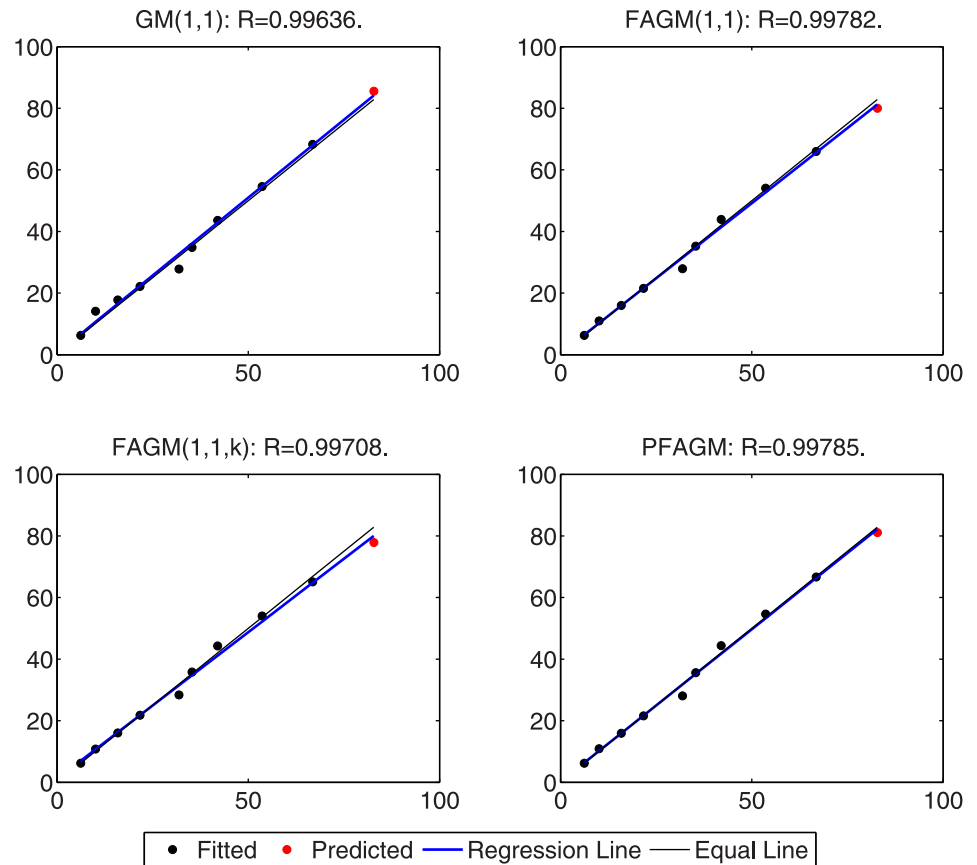 GM(1,1): R=0.99636.
100
80
60
40
20
0
0 50 100
FAGM(1,1): R=0.99782.
100
80
60
40
20
0
0 50 100
FAGM(1,1,k): R=0.99708.
100
80
60
40
20
0
0 50 100
PFAGM: R=0.99785.
100
80
60
40
20
0
0 50 100
Fitted Predicted Regression Line Equal Line